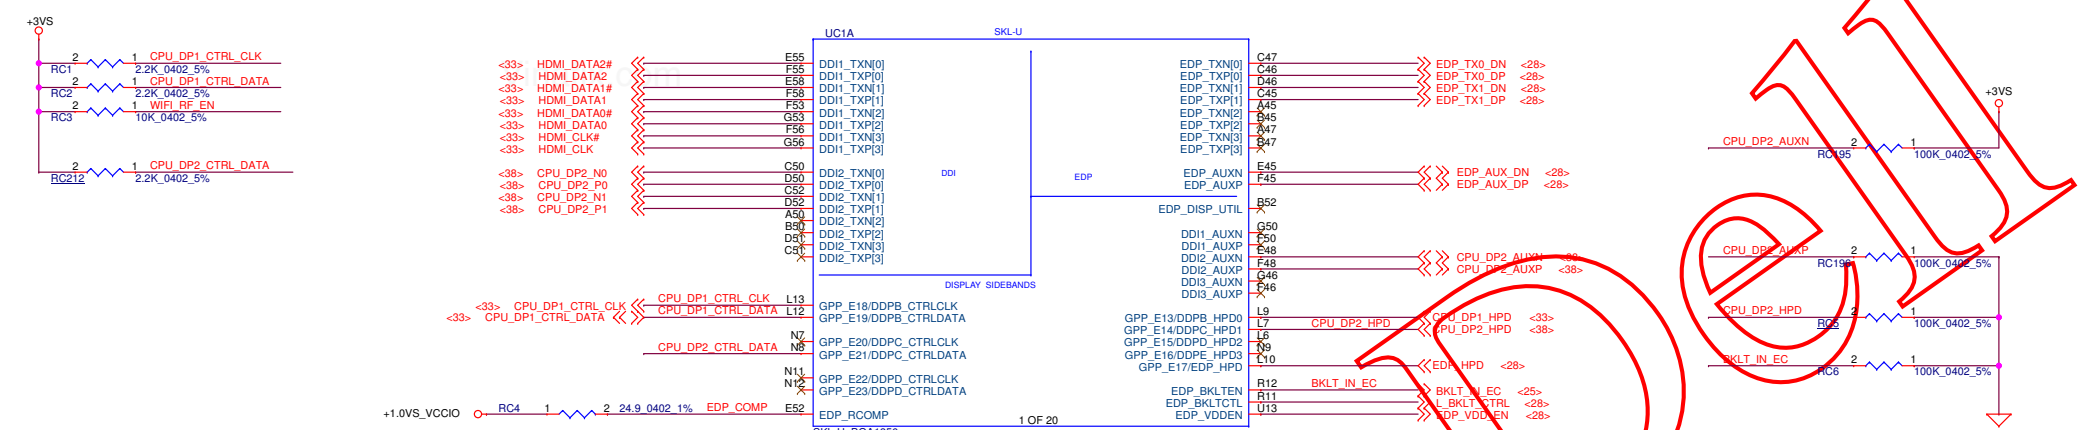 +3VS
2 1 CPU_DP1_CTRL_CLK
RC1 2.2K_0402_5%
2 1 CPU_DP1_CTRL_DATA
RC2 2.2K_0402_5%
2 1 WIFI_RF_EN
RC3 10K_0402_5%
2 1 CPU_DP2_CTRL_DATA
RC212 2.2K_0402_5%
UC1A SKL-U
<33> HDMI_DATA2# E55 DDI1_TXN[0]
<33> HDMI_DATA2 F55 DDI1_TXP[0]
<33> HDMI_DATA1# E58 DDI1_TXN[1]
<33> HDMI_DATA1 F58 DDI1_TXP[1]
<33> HDMI_DATA0# F53 DDI1_TXN[2]
<33> HDMI_DATA0 G53 DDI1_TXP[2]
<33> HDMI_CLK# F56 DDI1_TXN[3]
<33> HDMI_CLK G56 DDI1_TXP[3]
<38> CPU_DP2_N0 C50 DDI2_TXN[0]
<38> CPU_DP2_P0 D50 DDI2_TXP[0]
<38> CPU_DP2_N1 C52 DDI2_TXN[1]
<38> CPU_DP2_P1 D52 DDI2_TXP[1]
A50 DDI2_TXN[2]
B50 DDI2_TXP[2]
D51 DDI2_TXN[3]
C51 DDI2_TXP[3]
DDI
EDP
DISPLAY SIDEBANDS
<33> CPU_DP1_CTRL_CLK CPU_DP1_CTRL_CLK L13 GPP_E18/DDPB_CTRLCLK
<33> CPU_DP1_CTRL_DATA CPU_DP1_CTRL_DATA L12 GPP_E19/DDPB_CTRLDATA
N7 GPP_E20/DDPC_CTRLCLK
CPU_DP2_CTRL_DATA N8 GPP_E21/DDPC_CTRLDATA
N11 GPP_E22/DDPD_CTRLCLK
N12 GPP_E23/DDPD_CTRLDATA
+1.0VS_VCCIO RC4 1 2 24.9_0402_1% EDP_COMP E52 EDP_RCOMP
1 OF 20
EDP_TXN[0] C47 EDP_TX0_DN <28>
EDP_TXP[0] C46 EDP_TX0_DP <28>
EDP_TXN[1] D46 EDP_TX1_DN <28>
EDP_TXP[1] C45 EDP_TX1_DP <28>
EDP_TXN[2] A45
EDP_TXP[2] B45
EDP_TXN[3] A47
EDP_TXP[3] B47
EDP_AUXN E45 EDP_AUX_DN <28>
EDP_AUXP F45 EDP_AUX_DP <28>
EDP_DISP_UTIL B52
DDI1_AUXN G50
DDI1_AUXP F50
DDI2_AUXN E48 CPU_DP2_AUXN <38>
DDI2_AUXP F48 CPU_DP2_AUXP <38>
DDI3_AUXN G46
DDI3_AUXP F46
GPP_E13/DDPB_HPD0 L9 CPU_DP1_HPD <33>
GPP_E14/DDPC_HPD1 L7 CPU_DP2_HPD CPU_DP2_HPD <38>
GPP_E15/DDPD_HPD2 L6
GPP_E16/DDPE_HPD3 N9
GPP_E17/EDP_HPD L10 EDP_HPD <28>
EDP_BKLTEN R12 BKLT_IN_EC BKLT_IN_EC <25>
EDP_BKLTCTL R11 L_BKLT_CTRL <28>
EDP_VDDEN U13 EDP_VDD_EN <28>
+3VS
CPU_DP2_AUXN 2 1
RC195 100K_0402_5%
CPU_DP2_AUXP 2 1
100K_0402_5%
CPU_DP2_HPD 2 1
RC5 100K_0402_5%
BKLT_IN_EC 2 1
RC6 100K_0402_5%
Dell